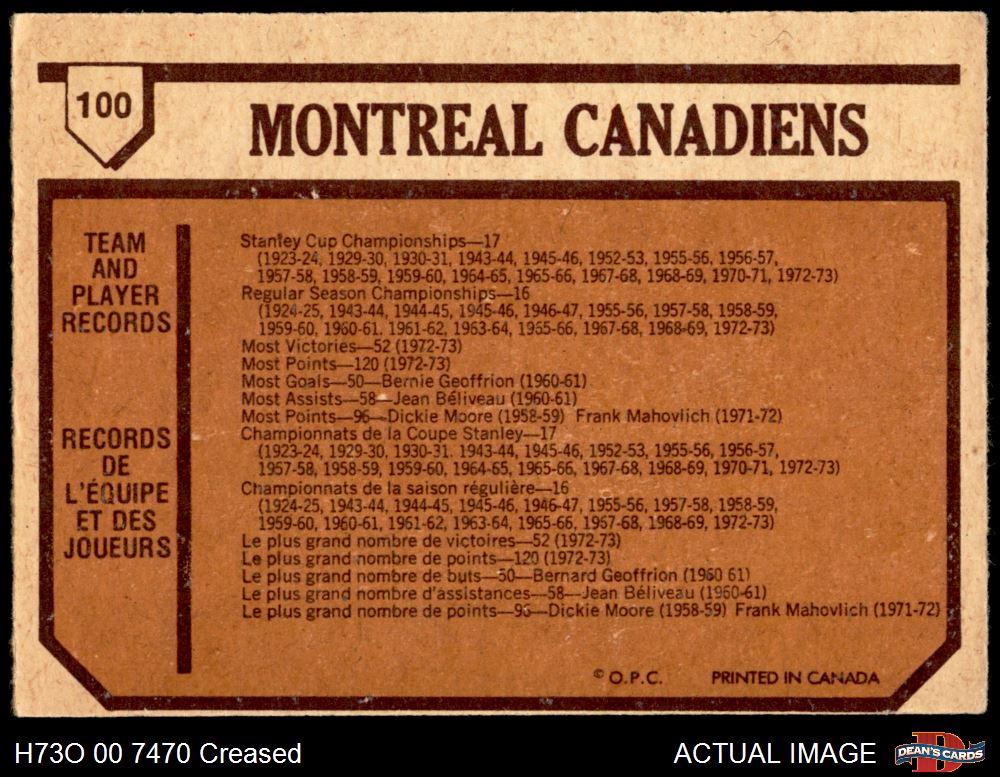 100
MONTREAL CANADIENS
TEAM
AND
PLAYER
RECORDS
Stanley Cup Championships—17
(1923-24, 1929-30, 1930-31, 1943-44, 1945-46, 1952-53, 1955-56, 1956-57,
1957-58, 1958-59, 1959-60, 1964-65, 1965-66, 1967-68, 1968-69, 1970-71, 1972-73)
Regular Season Championships—16
(1924-25, 1943-44, 1944-45, 1945-46, 1946-47, 1955-56, 1957-58, 1958-59,
1959-60, 1960-61. 1961-62, 1963-64, 1965-66, 1967-68, 1968-69, 1972-73)
Most Victories—52 (1972-73)
Most Points—120 (1972-73)
Most Goals—50—Bernie Geoffrion (1960-61)
Most Assists—58—Jean Béliveau (1960-61)
Most Points—96—Dickie Moore (1958-59) Frank Mahovlich (1971-72)
RECORDS
DE
L'ÉQUIPE
ET DES
JOUEURS
Championnats de la Coupe Stanley—17
(1923-24, 1929-30, 1930-31. 1943-44, 1945-46, 1952-53, 1955-56, 1956-57,
1957-58, 1958-59, 1959-60, 1964-65, 1965-66, 1967-68, 1968-69, 1970-71, 1972-73)
Championnats de la saison régulière—16
(1924-25, 1943-44, 1944-45, 1945-46, 1946-47, 1955-56, 1957-58, 1958-59,
1959-60, 1960-61, 1961-62, 1963-64, 1965-66, 1967-68, 1968-69, 1972-73)
Le plus grand nombre de victoires—52 (1972-73)
Le plus grand nombre de points—120 (1972-73)
Le plus grand nombre de buts—50—Bernard Geoffrion (1960 61)
Le plus grand nombre d'assistances—58—Jean Béliveau (1960-61)
Le plus grand nombre de points—96—Dickie Moore (1958-59) Frank Mahovlich (1971-72)
© O.P.C. PRINTED IN CANADA
H73O 00 7470 Creased
ACTUAL IMAGE
DEAN'S CARDS